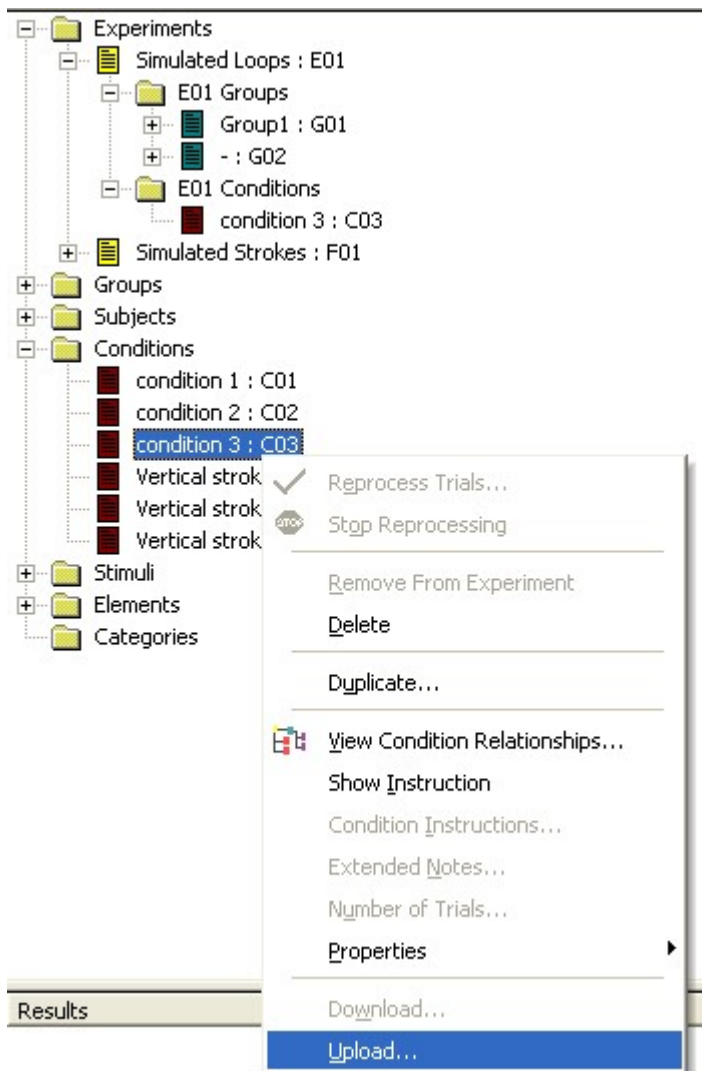 Experiments
Simulated Loops : E01
E01 Groups
Group1 : G01
- : G02
E01 Conditions
condition 3 : C03
Simulated Strokes : F01
Groups
Subjects
Conditions
condition 1 : C01
condition 2 : C02
condition 3 : C03
Vertical strok
Vertical strok
Vertical strok
Stimuli
Elements
Categories
Reprocess Trials...
STOP Stop Reprocessing
Remove From Experiment
Delete
Duplicate...
View Condition Relationships...
Show Instruction
Condition Instructions...
Extended Notes...
Number of Trials...
Properties
Download...
Upload...
Results